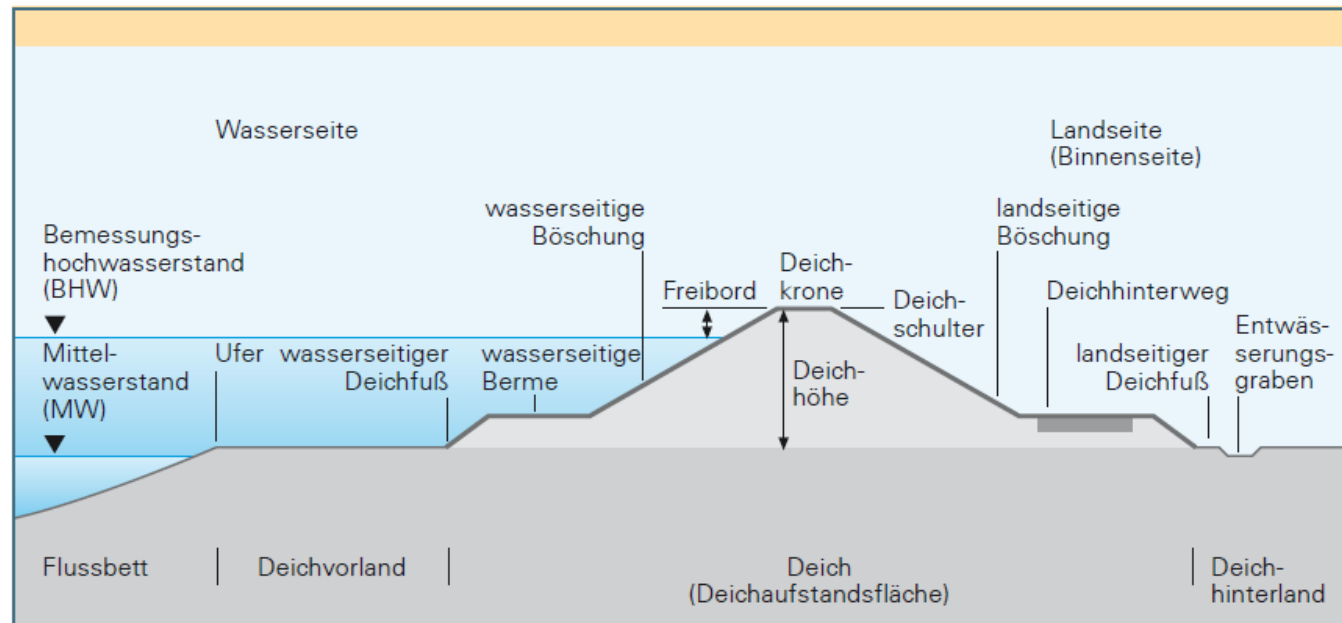 Wasserseite
Landseite
(Binnenseite)
wasserseitige
Böschung
landseitige
Böschung
Bemessungs-
hochwasserstand
(BHW)
Freibord
Deich-
krone
Deich-
schulter
Deichhinterweg
Entwäs-
serungs-
graben
Mittel-
wasserstand
(MW)
Ufer
wasserseitiger
Deichfuß
wasserseitige
Berme
Deich-
höhe
landseitiger
Deichfuß
Flussbett
Deichvorland
Deich
(Deichaufstandsfläche)
Deich-
hinterland